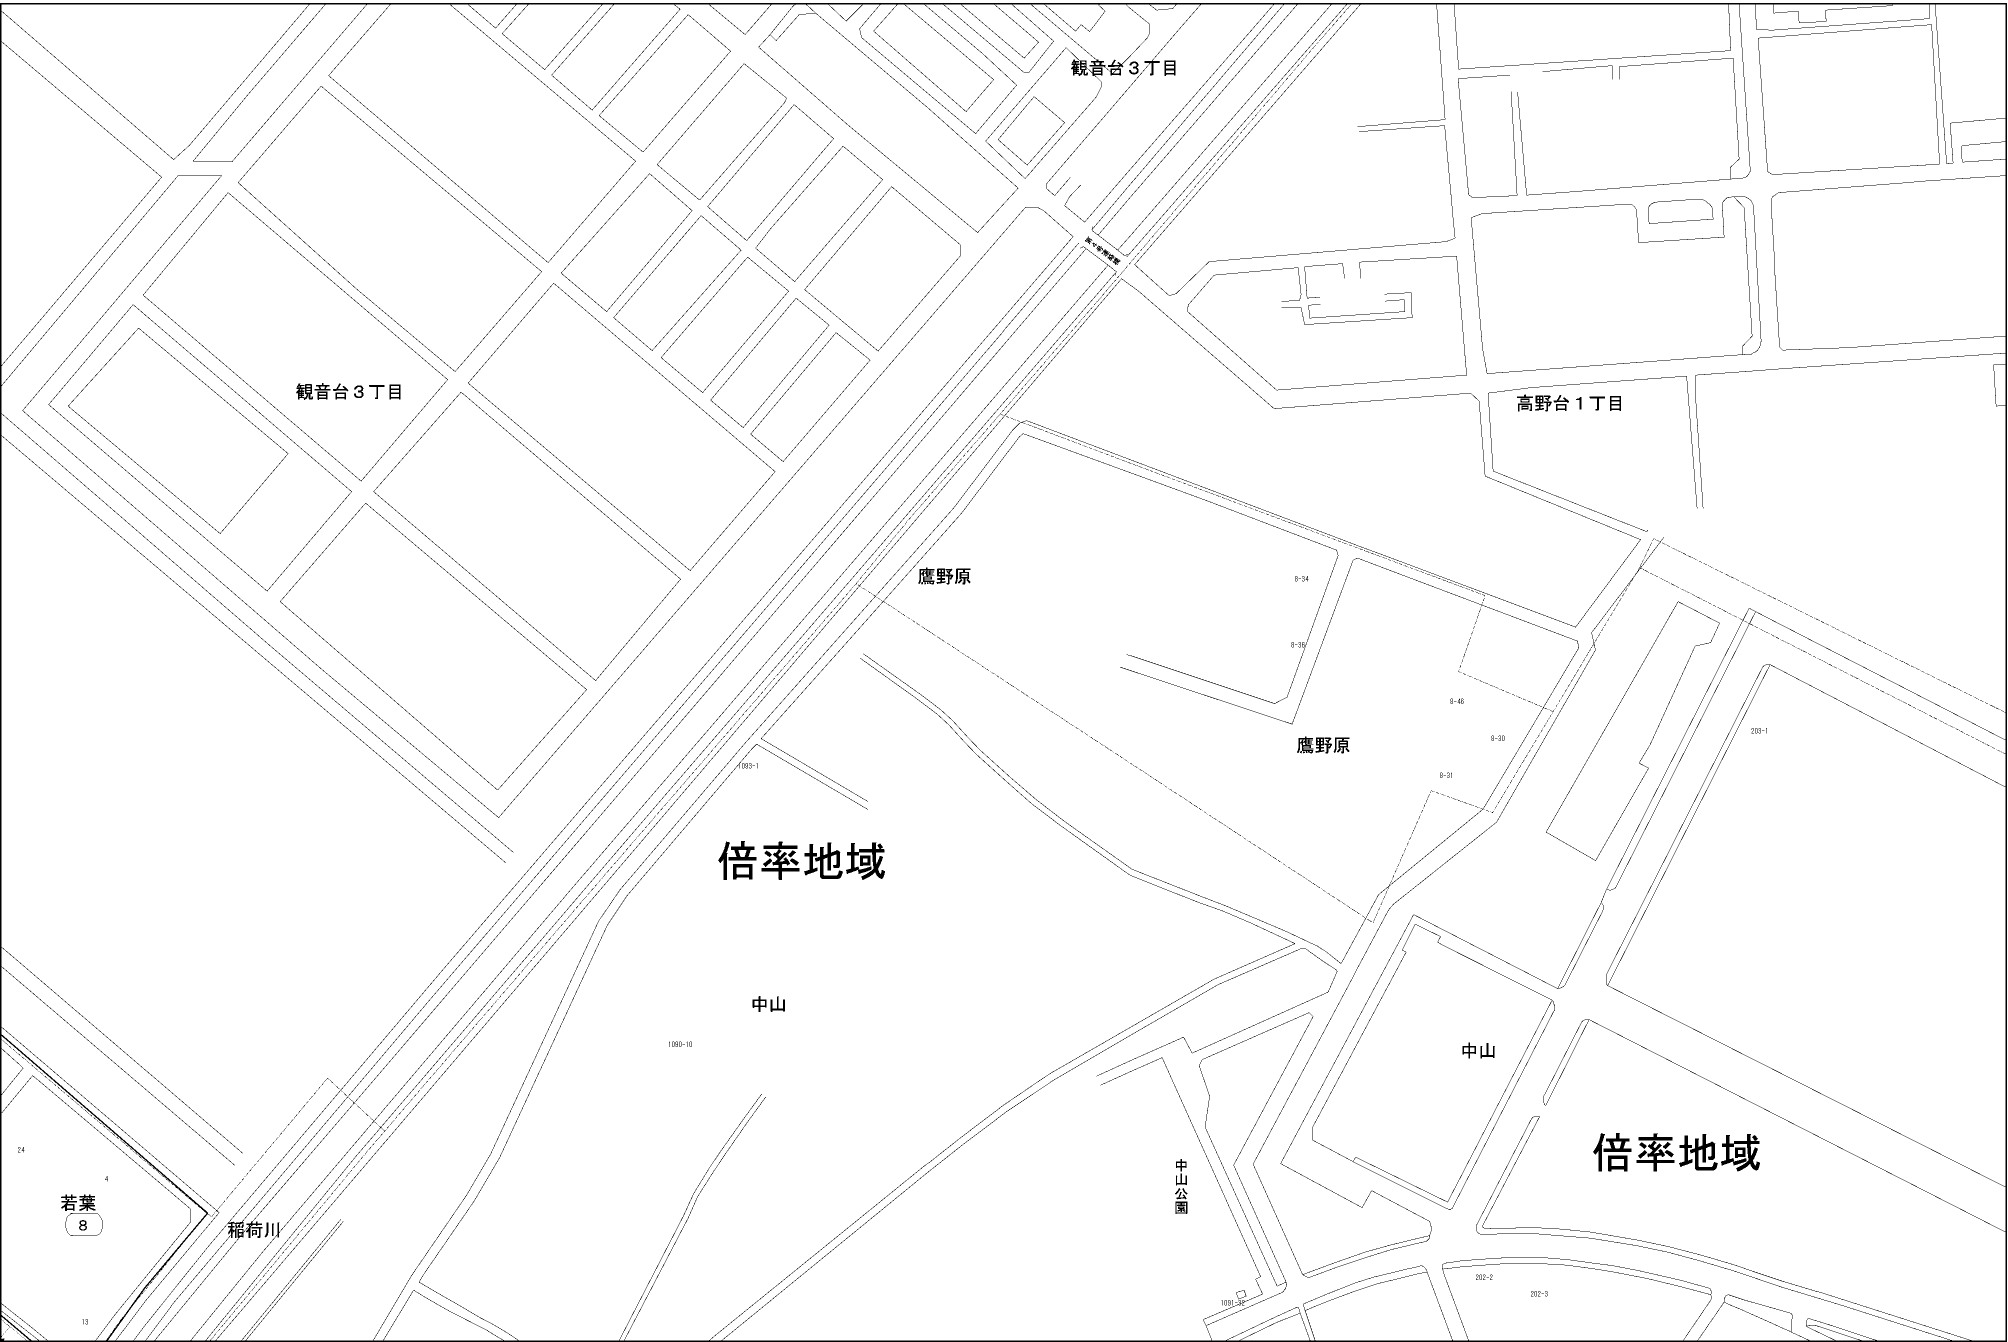 観音台３丁目
観音台３丁目
高野台１丁目
鷹野原
8-34
8-36
8-46
203-1
8-30
鷹野原
1093-1
8-31
倍率地域
中山
1090-10
中山
24
4
倍率地域
中山公園
若葉
8
稲荷川
202-2
202-3
1091-32
13